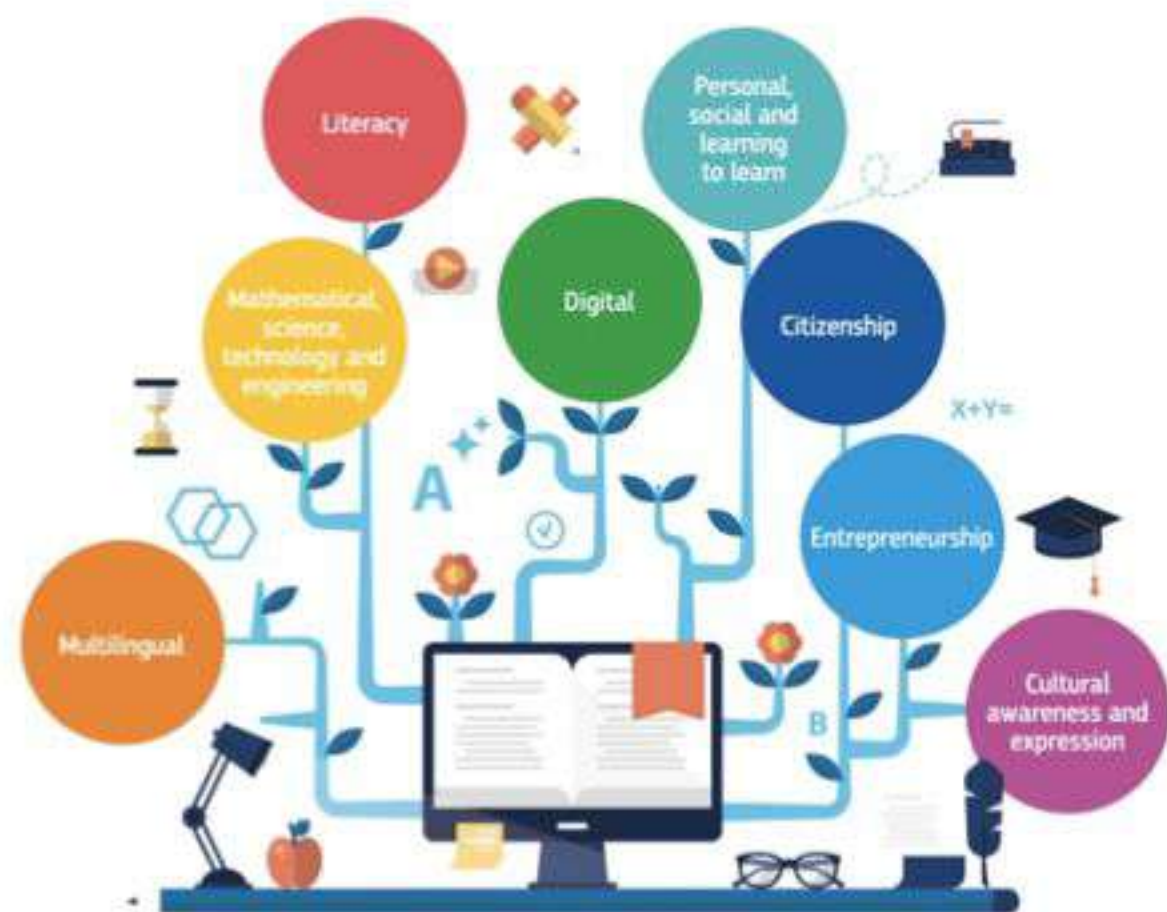 Literacy
Personal,
social and
learning
to learn
Mathematical,
science,
technology and
engineering
Digital
Citizenship
X+Y=
A
Entrepreneurship
Multilingual
B
Cultural
awareness and
expression